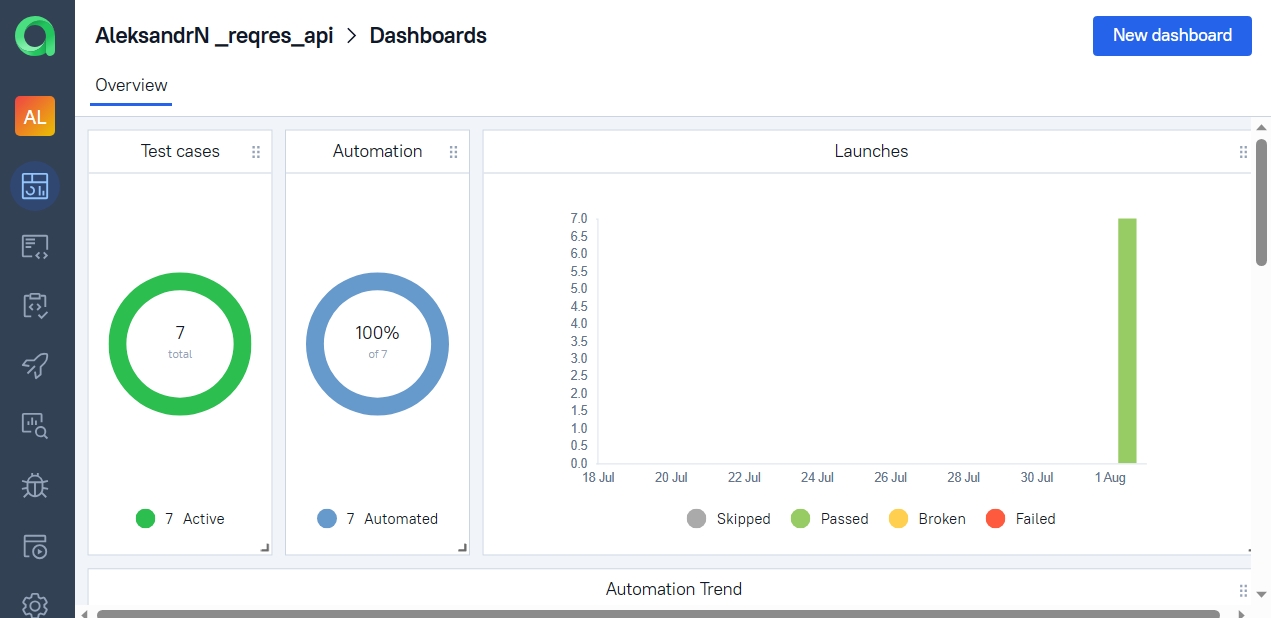 AleksandrN _reqres_api > Dashboards
New dashboard
Overview
AL
Test cases
Automation
Launches
7
total
100%
of 7
7.0
6.5
6.0
5.5
5.0
4.5
4.0
3.5
3.0
2.5
2.0
1.5
1.0
0.5
0.0
18 Jul 20 Jul 22 Jul 24 Jul 26 Jul 28 Jul 30 Jul 1 Aug
7 Active
7 Automated
Skipped Passed Broken Failed
Automation Trend